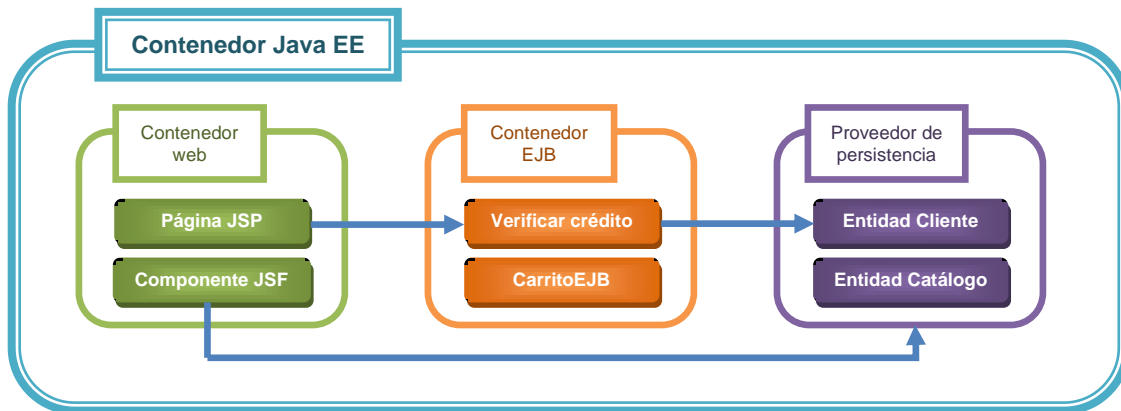 Contenedor Java EE
Contenedor
web
Página JSP
Componente JSF
Contenedor
EJB
Verificar crédito
CarritoEJB
Proveedor de
persistencia
Entidad Cliente
Entidad Catálogo